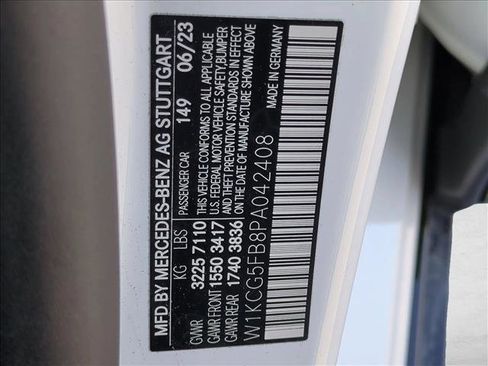 MFD BY MERCEDES-BENZ AG STUTTGART
PASSENGER CAR 149 06/23
KG LBS
GVWR 3225 7110
GAWR FRONT 1550 3417
GAWR REAR 1740 3836
THIS VEHICLE CONFORMS TO ALL APPLICABLE
U.S. FEDERAL MOTOR VEHICLE SAFETY, BUMPER
AND THEFT PREVENTION STANDARDS IN EFFECT
ON THE DATE OF MANUFACTURE SHOWN ABOVE
MADE IN GERMANY
W1KCG5FB8PA042408